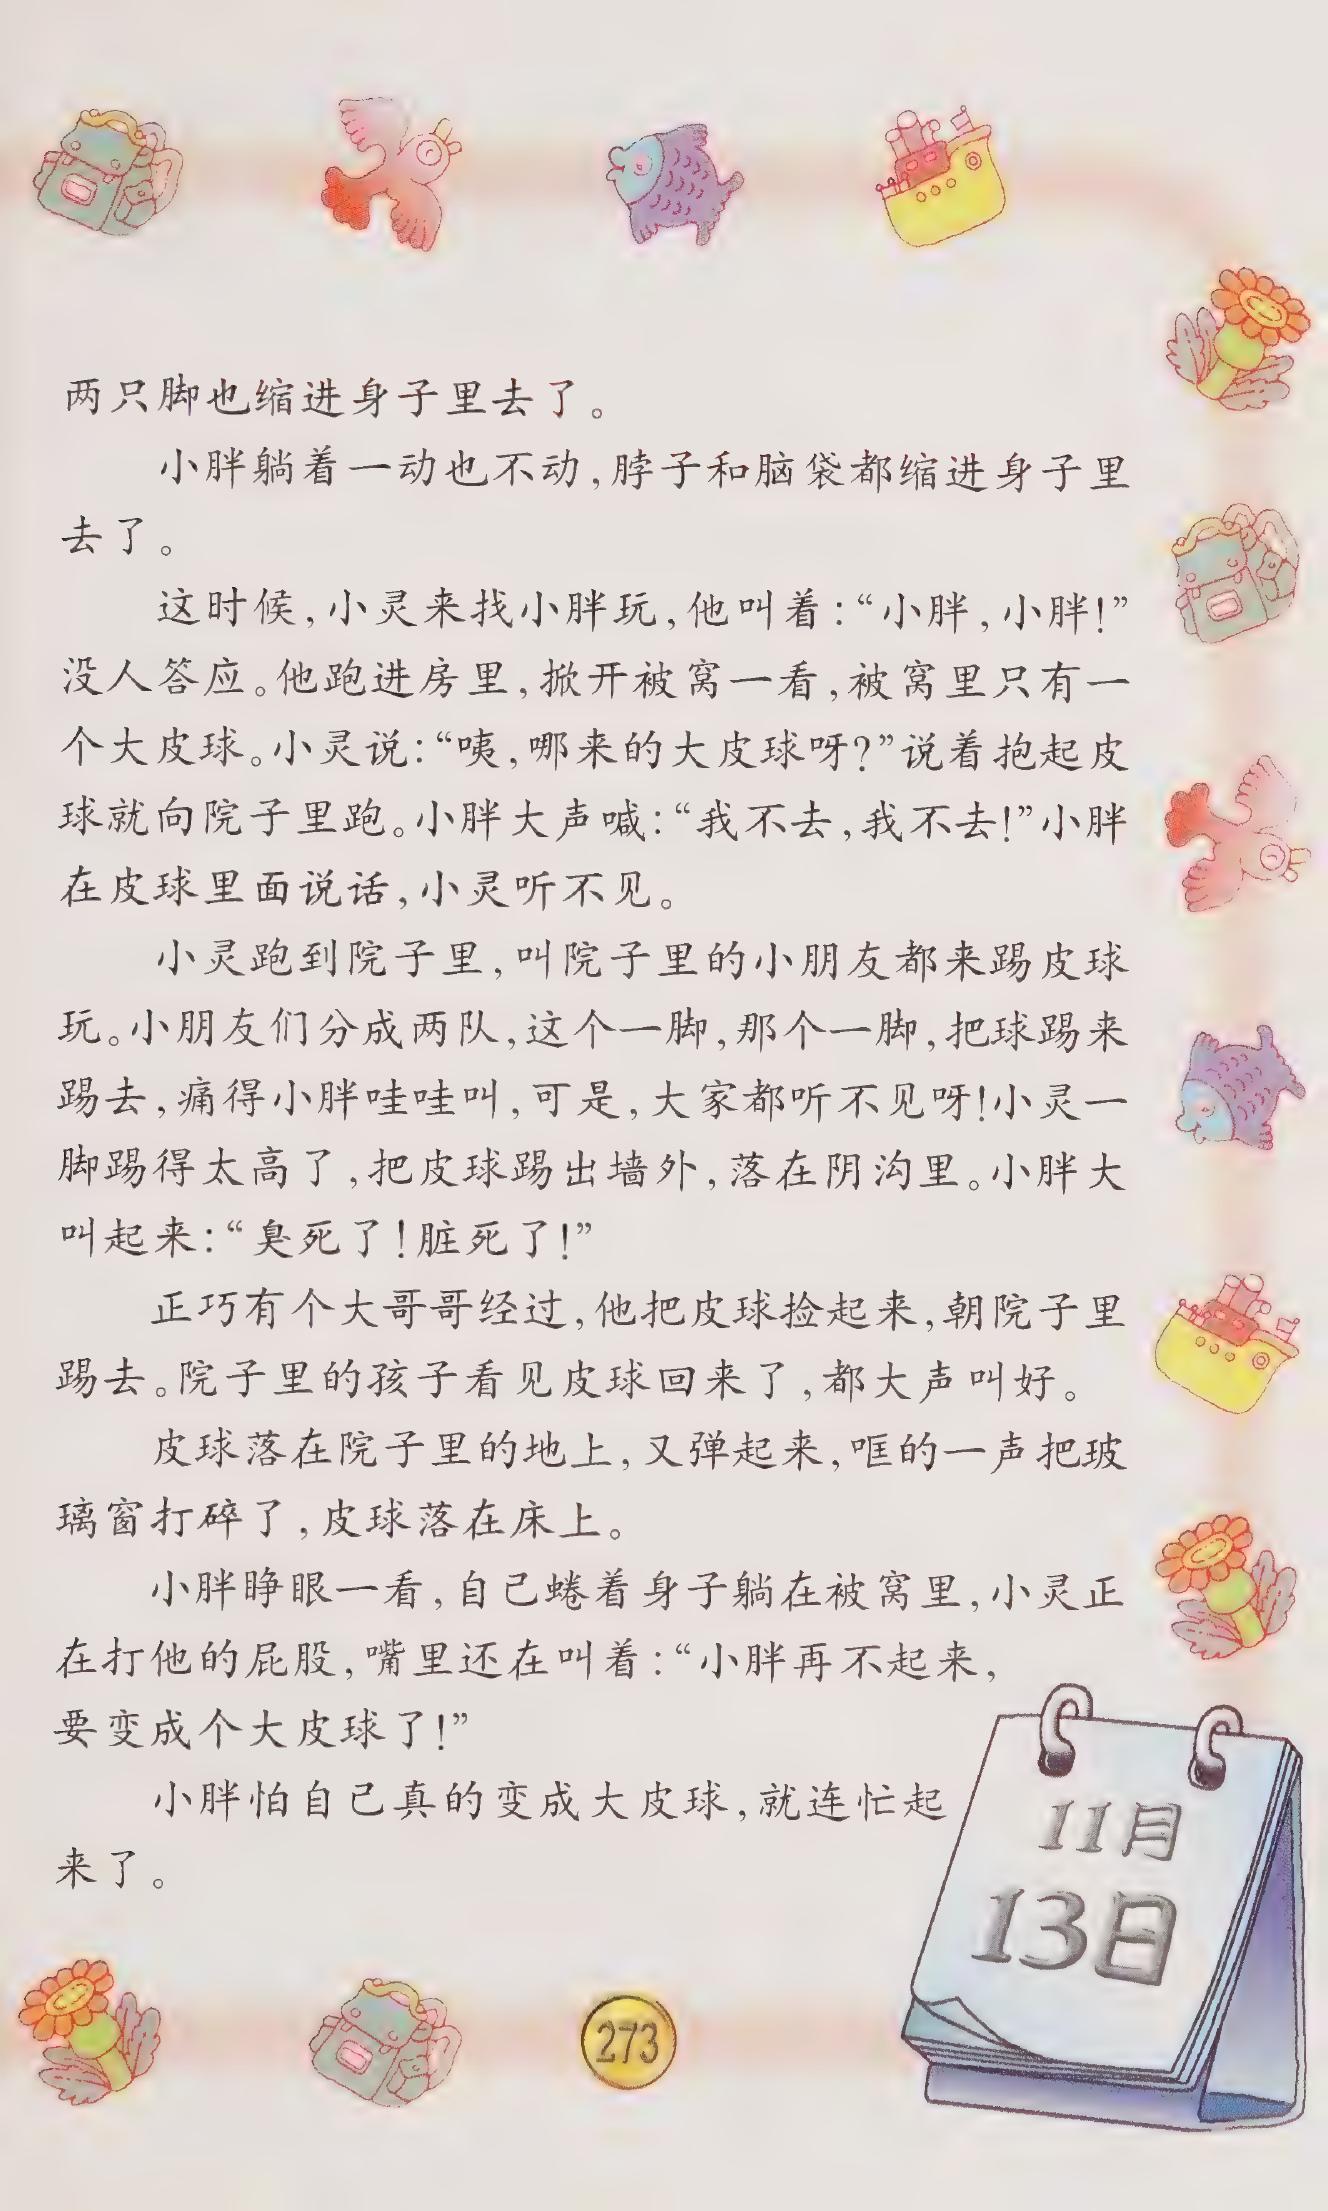 两只脚也缩进身子里去了。
小胖躺着一动也不动,脖子和脑袋都缩进身子里
去了。
这时候,小灵来找小胖玩,他叫着:“小胖,小胖!”
没人答应。他跑进房里,掀开被窝一看,被窝里只有一
个大皮球。小灵说:“咦,哪来的大皮球呀?”说着抱起皮
球就向院子里跑。小胖大声喊:“我不去,我不去!”小胖
在皮球里面说话,小灵听不见。
小灵跑到院子里,叫院子里的小朋友都来踢皮球
玩。小朋友们分成两队,这个一脚,那个一脚,把球踢来
踢去,痛得小胖哇哇叫,可是,大家都听不见呀!小灵一
脚踢得太高了,把皮球踢出墙外,落在阴沟里。小胖大
叫起来:“臭死了!脏死了!”
正巧有个大哥哥经过,他把皮球捡起来,朝院子里
踢去。院子里的孩子看见皮球回来了,都大声叫好。
皮球落在院子里的地上,又弹起来,哐的一声把玻
璃窗打碎了,皮球落在床上。
小胖睁眼一看,自己蜷着身子躺在被窝里,小灵正
在打他的屁股,嘴里还在叫着:“小胖再不起来,
要变成个大皮球了!”
小胖怕自己真的变成大皮球,就连忙起
来了。
11月
13日
273